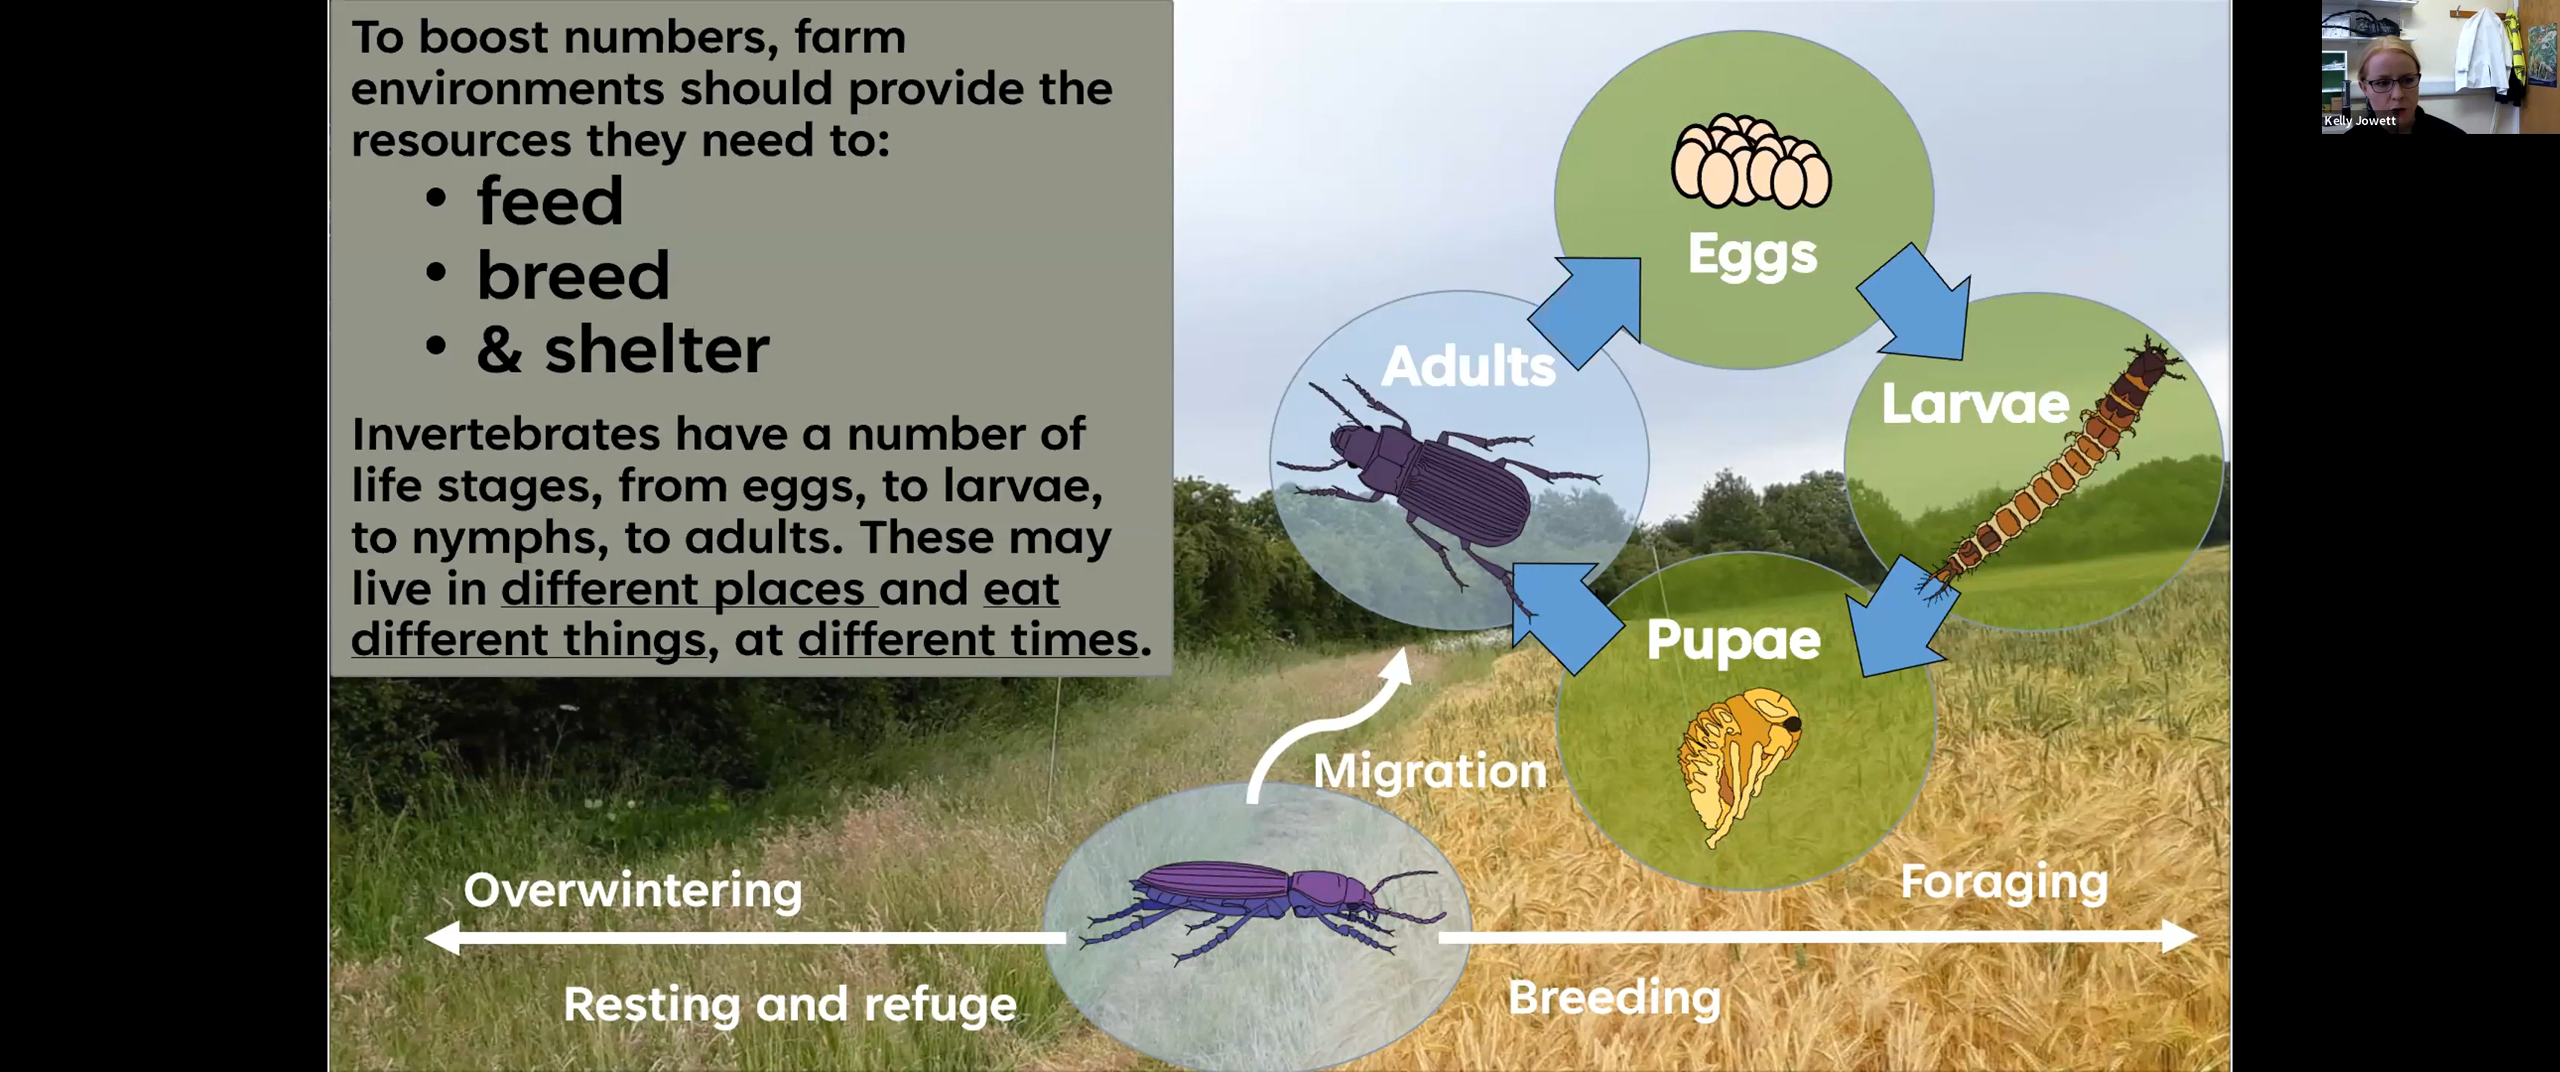 To boost numbers, farm
environments should provide the
resources they need to:
• feed
• breed
• & shelter
Invertebrates have a number of
life stages, from eggs, to larvae,
to nymphs, to adults. These may
live in different places and eat
different things, at different times.
Eggs
Adults
Larvae
Pupae
Migration
Overwintering
Resting and refuge
Foraging
Breeding
Kelly Jowett